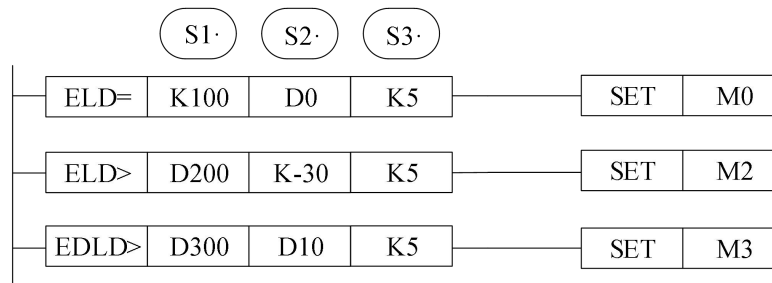 S1· S2· S3·
ELD= K100 D0 K5 SET M0
ELD> D200 K-30 K5 SET M2
EDLD> D300 D10 K5 SET M3